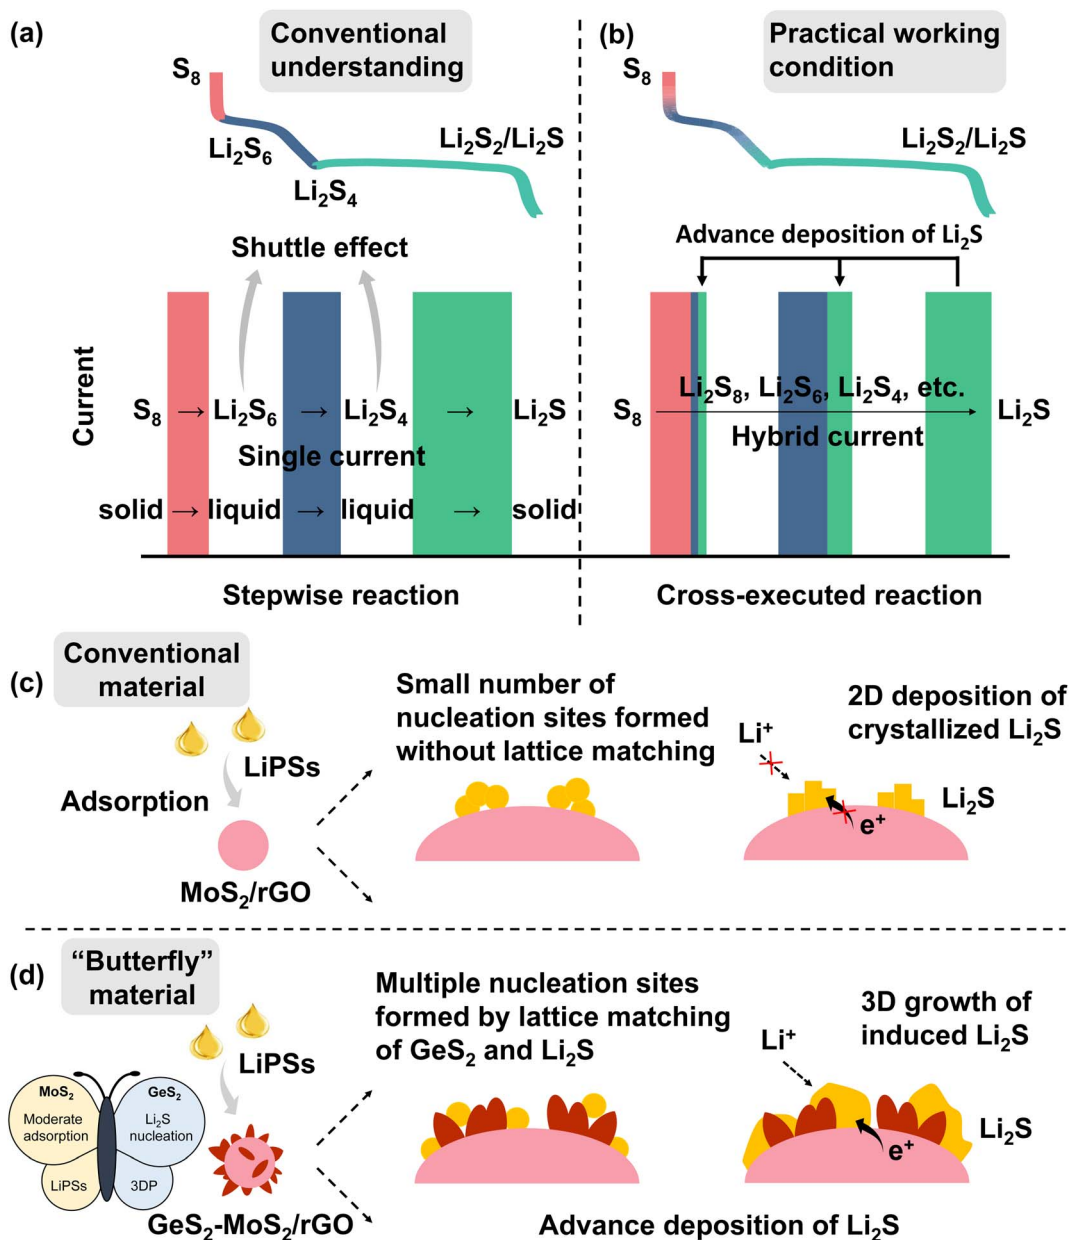 (a)
Conventional
understanding
S₈
Li₂S₆
Li₂S₄
Li₂S₂/Li₂S
Shuttle effect
Current
S₈ → Li₂S₆ → Li₂S₄ → Li₂S
Single current
solid → liquid → liquid → solid
Stepwise reaction
(b)
Practical working
condition
S₈
Li₂S₂/Li₂S
Advance deposition of Li₂S
Li₂S₈, Li₂S₆, Li₂S₄, etc.
S₈
Li₂S
Hybrid current
Cross-executed reaction
(c)
Conventional
material
LiPSs
Adsorption
MoS₂/rGO
Small number of
nucleation sites formed
without lattice matching
2D deposition of
crystallized Li₂S
Li⁺
Li₂S
e⁺
(d)
“Butterfly”
material
LiPSs
MoS₂
Moderate
adsorption
LiPSs
GeS₂
Li₂S
nucleation
3DP
GeS₂-MoS₂/rGO
Multiple nucleation sites
formed by lattice matching
of GeS₂ and Li₂S
3D growth of
induced Li₂S
Li⁺
Li₂S
e⁺
Advance deposition of Li₂S